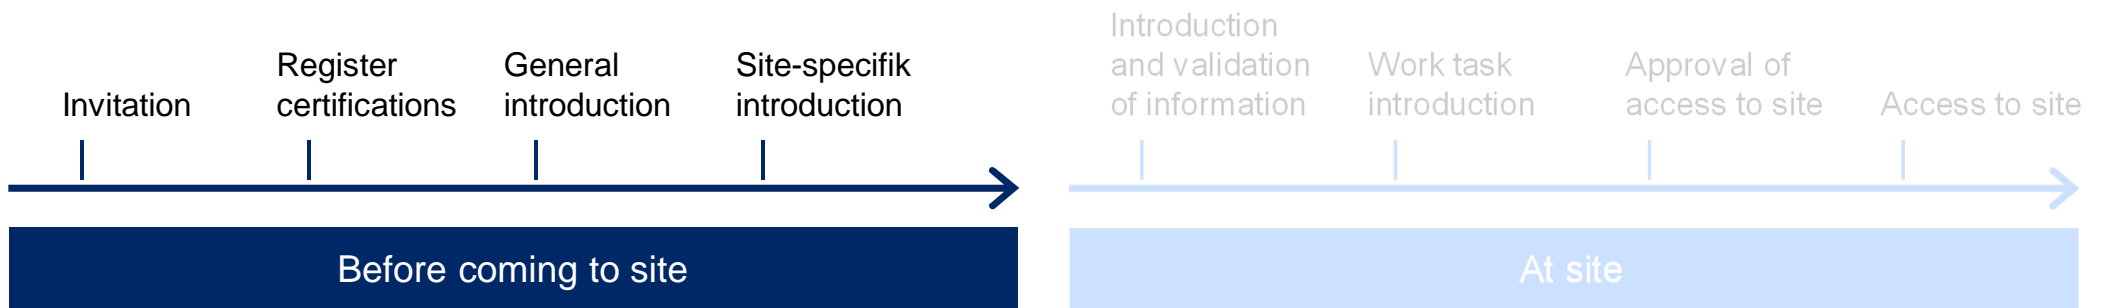 Invitation
Register
certifications
General
introduction
Site-specifik
introduction
Before coming to site
Introduction
and validation
of information
Work task
introduction
Approval of
access to site
Access to site
At site